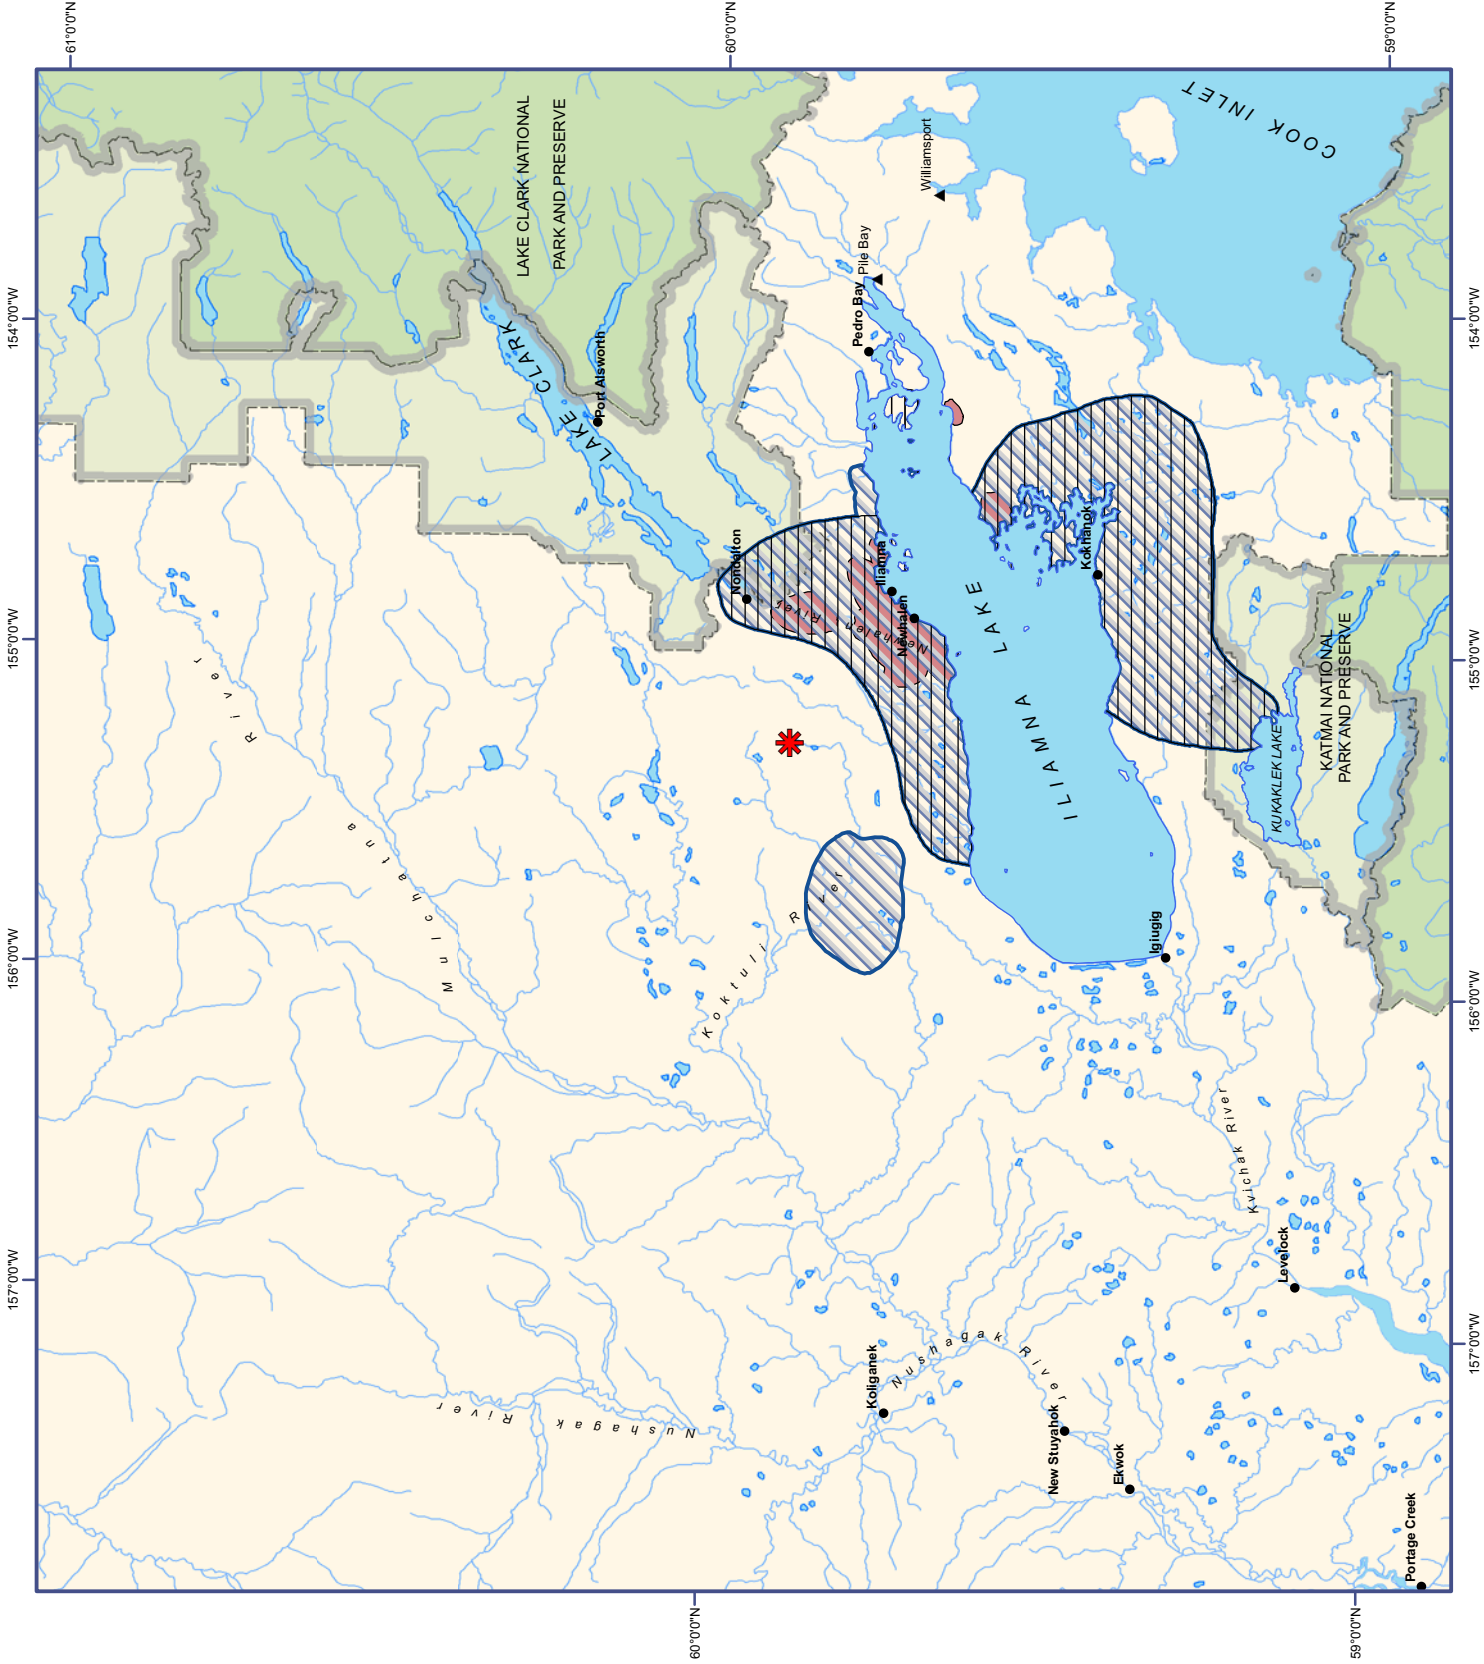 61°0'0"N
60°0'0"N
59°0'0"N
154°0'0"W
155°0'0"W
156°0'0"W
157°0'0"W
154°0'0"W
155°0'0"W
156°0'0"W
157°0'0"W
60°0'0"N
59°0'0"N
LAKE CLARK NATIONAL
PARK AND PRESERVE
LAKE CLARK
Port Alsworth
COOK INLET
Williamsport
Pile Bay
Pedro Bay
Nondalton
Iliamna
Newhalen
Newhalen River
ILIAMNA LAKE
Kokhanok
KATMAI NATIONAL
PARK AND PRESERVE
KUKAKLEK LAKE
Mulchatna River
Koktuli River
Igiugig
Kvichak River
Levelock
Koliganek
Nushagak River
Nushagak River
New Stuyahok
Ekwok
Portage Creek